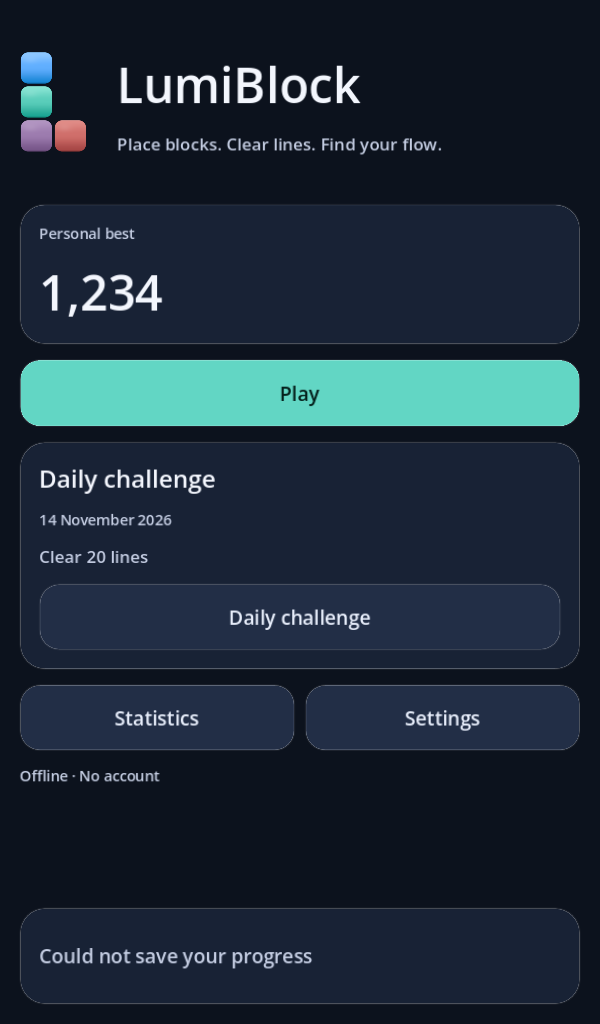 LumiBlock
Place blocks. Clear lines. Find your flow.
Personal best
1,234
Play
Daily challenge
14 November 2026
Clear 20 lines
Daily challenge
Statistics
Settings
Offline · No account
Could not save your progress